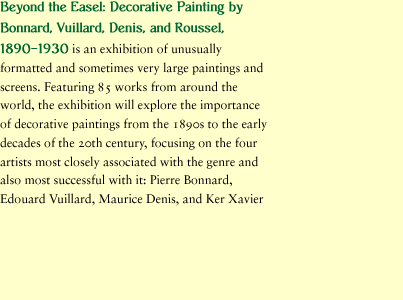 Beyond the Easel: Decorative Painting by
Bonnard, Vuillard, Denis, and Roussel,
1890–1930 is an exhibition of unusually
formatted and sometimes very large paintings and
screens. Featuring 85 works from around the
world, the exhibition will explore the importance
of decorative paintings from the 1890s to the early
decades of the 20th century, focusing on the four
artists most closely associated with the genre and
also most successful with it: Pierre Bonnard,
Edouard Vuillard, Maurice Denis, and Ker Xavier